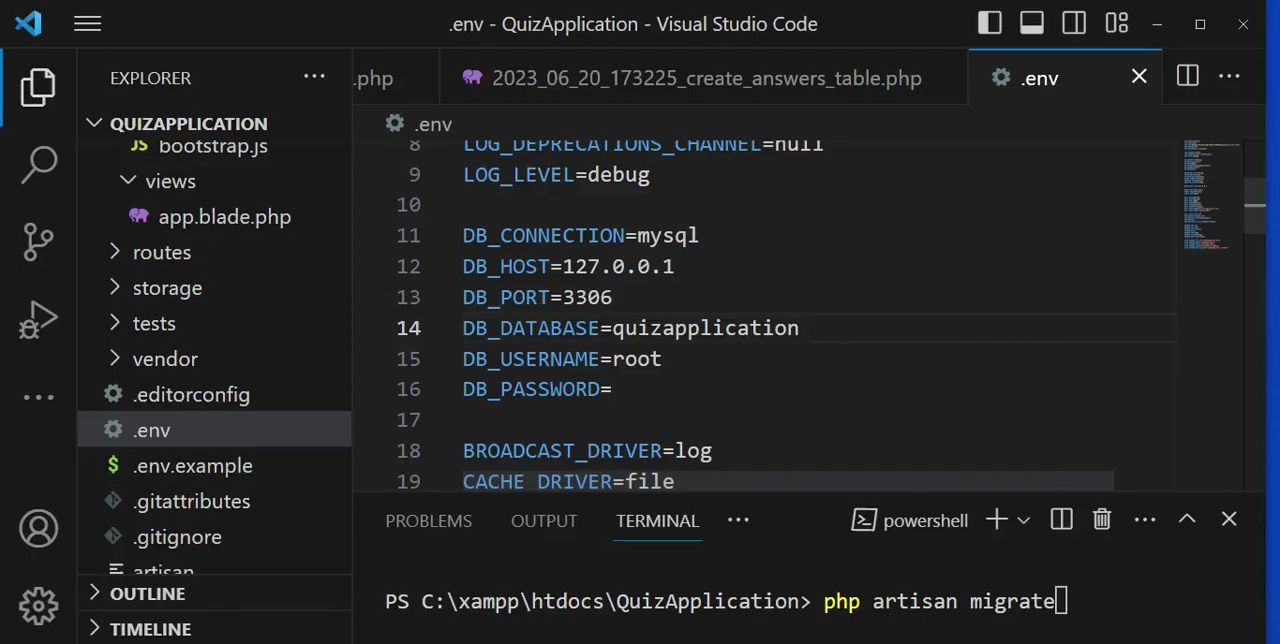 .env - QuizApplication - Visual Studio Code
EXPLORER
QUIZAPPLICATION
JS bootstrap.js
views
app.blade.php
routes
storage
tests
vendor
.editorconfig
.env
$ .env.example
.gitattributes
.gitignore
artisan
OUTLINE
TIMELINE
.php
2023_06_20_173225_create_answers_table.php
.env
.env
8 LOG_DEPRECATIONS_CHANNEL=null
9 LOG_LEVEL=debug
10
11 DB_CONNECTION=mysql
12 DB_HOST=127.0.0.1
13 DB_PORT=3306
14 DB_DATABASE=quizapplication
15 DB_USERNAME=root
16 DB_PASSWORD=
17
18 BROADCAST_DRIVER=log
19 CACHE_DRIVER=file
PROBLEMS OUTPUT TERMINAL
powershell
PS C:\xampp\htdocs\QuizApplication> php artisan migrate